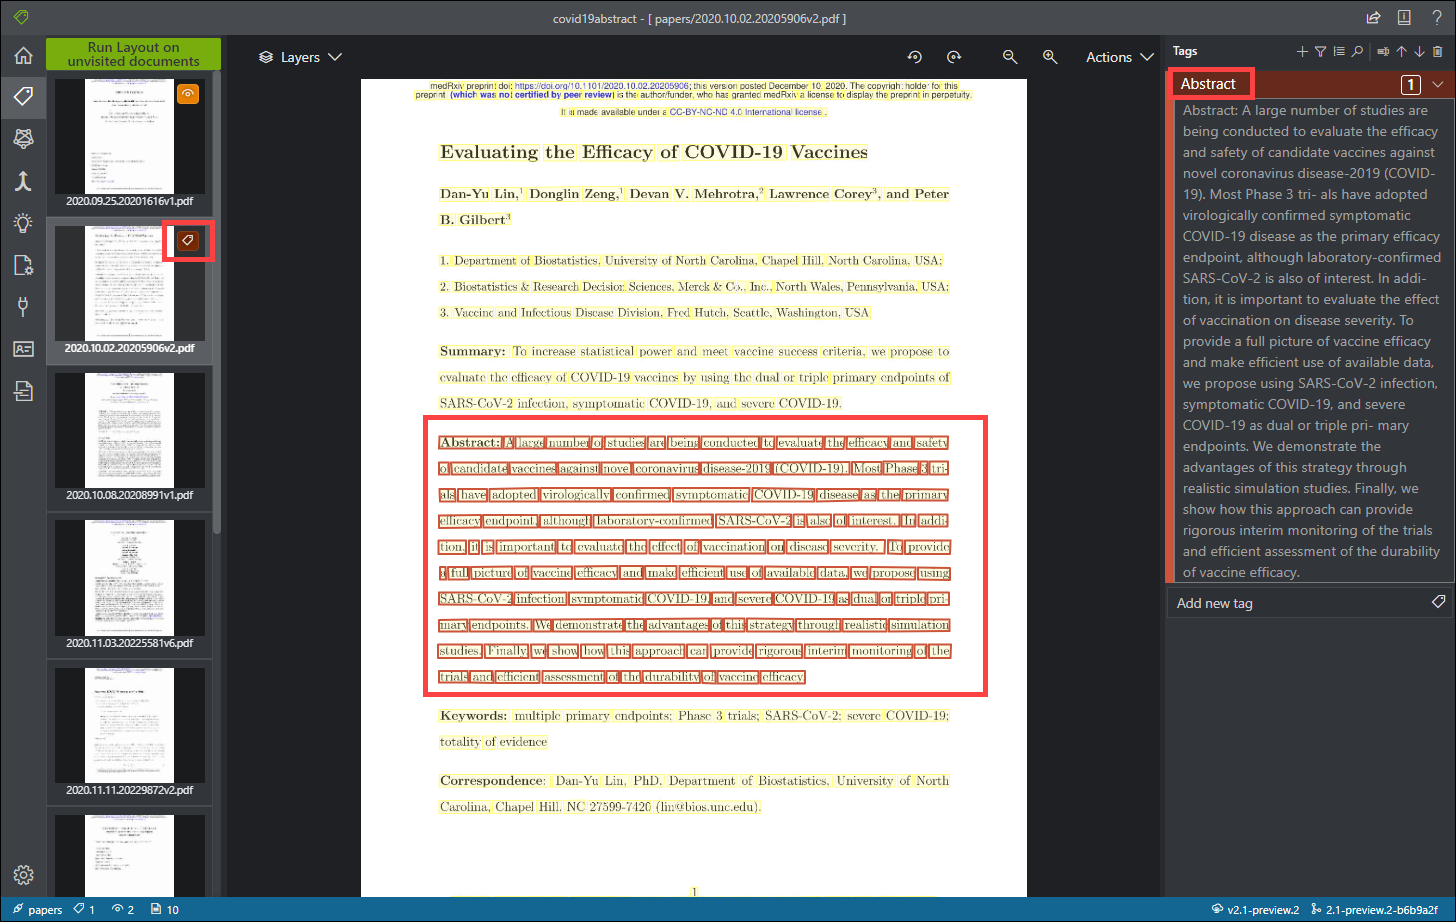 covid19abstract - [ papers/2020.10.02.20205906v2.pdf ]
Run Layout on
unvisited documents
2020.09.25.20201616v1.pdf
2020.10.02.20205906v2.pdf
2020.10.08.20208991v1.pdf
2020.11.03.22225581v6.pdf
2020.11.11.20229872v2.pdf
Layers
Actions
medRxiv preprint doi: https://doi.org/10.1101/2020.10.02.20205906; this version posted December 10, 2020. The copyright holder for this
preprint (which was not certified by peer review) is the author/funder, who has granted medRxiv a license to display the preprint in perpetuity.
It is made available under a CC-BY-NC-ND 4.0 International license .
Evaluating the Efficacy of COVID-19 Vaccines
Dan-Yu Lin,1 Donglin Zeng,1 Devan V. Mehrotra,2 Lawrence Corey3, and Peter
B. Gilbert3
1. Department of Biostatistics, University of North Carolina, Chapel Hill, North Carolina, USA;
2. Biostatistics & Research Decision Sciences, Merck & Co., Inc., North Wales, Pennsylvania, USA;
3. Vaccine and Infectious Disease Division, Fred Hutch, Seattle, Washington, USA
Summary: To increase statistical power and meet vaccine success criteria, we propose to
evaluate the efficacy of COVID-19 vaccines by using the dual or triple primary endpoints of
SARS-CoV-2 infection, symptomatic COVID-19, and severe COVID-19.
Abstract: A large number of studies are being conducted to evaluate the efficacy and safety
of candidate vaccines against novel coronavirus disease-2019 (COVID-19). Most Phase 3 tri-
als have adopted virologically confirmed symptomatic COVID-19 disease as the primary
efficacy endpoint, although laboratory-confirmed SARS-CoV-2 is also of interest. In addi-
tion, it is important to evaluate the effect of vaccination on disease severity. To provide
a full picture of vaccine efficacy and make efficient use of available data, we propose using
SARS-CoV-2 infection, symptomatic COVID-19, and severe COVID-19 as dual or triple pri-
mary endpoints. We demonstrate the advantages of this strategy through realistic simulation
studies. Finally, we show how this approach can provide rigorous interim monitoring of the
trials and efficient assessment of the durability of vaccine efficacy.
Keywords: multiple primary endpoints; Phase 3 trials; SARS-CoV-2; severe COVID-19;
totality of evidence
Correspondence: Dan-Yu Lin, PhD, Department of Biostatistics, University of North
Carolina, Chapel Hill, NC 27599-7420 (lin@bios.unc.edu).
1
Tags
Abstract
1
Abstract: A large number of studies are
being conducted to evaluate the efficacy
and safety of candidate vaccines against
novel coronavirus disease-2019 (COVID-
19). Most Phase 3 tri- als have adopted
virologically confirmed symptomatic
COVID-19 disease as the primary efficacy
endpoint, although laboratory-confirmed
SARS-CoV-2 is also of interest. In addi-
tion, it is important to evaluate the effect
of vaccination on disease severity. To
provide a full picture of vaccine efficacy
and make efficient use of available data,
we propose using SARS-CoV-2 infection,
symptomatic COVID-19, and severe
COVID-19 as dual or triple pri- mary
endpoints. We demonstrate the
advantages of this strategy through
realistic simulation studies. Finally, we
show how this approach can provide
rigorous interim monitoring of the trials
and efficient assessment of the durability
of vaccine efficacy.
Add new tag
papers 1 2 10
v2.1-preview.2 2.1-preview.2-b6b9a2f